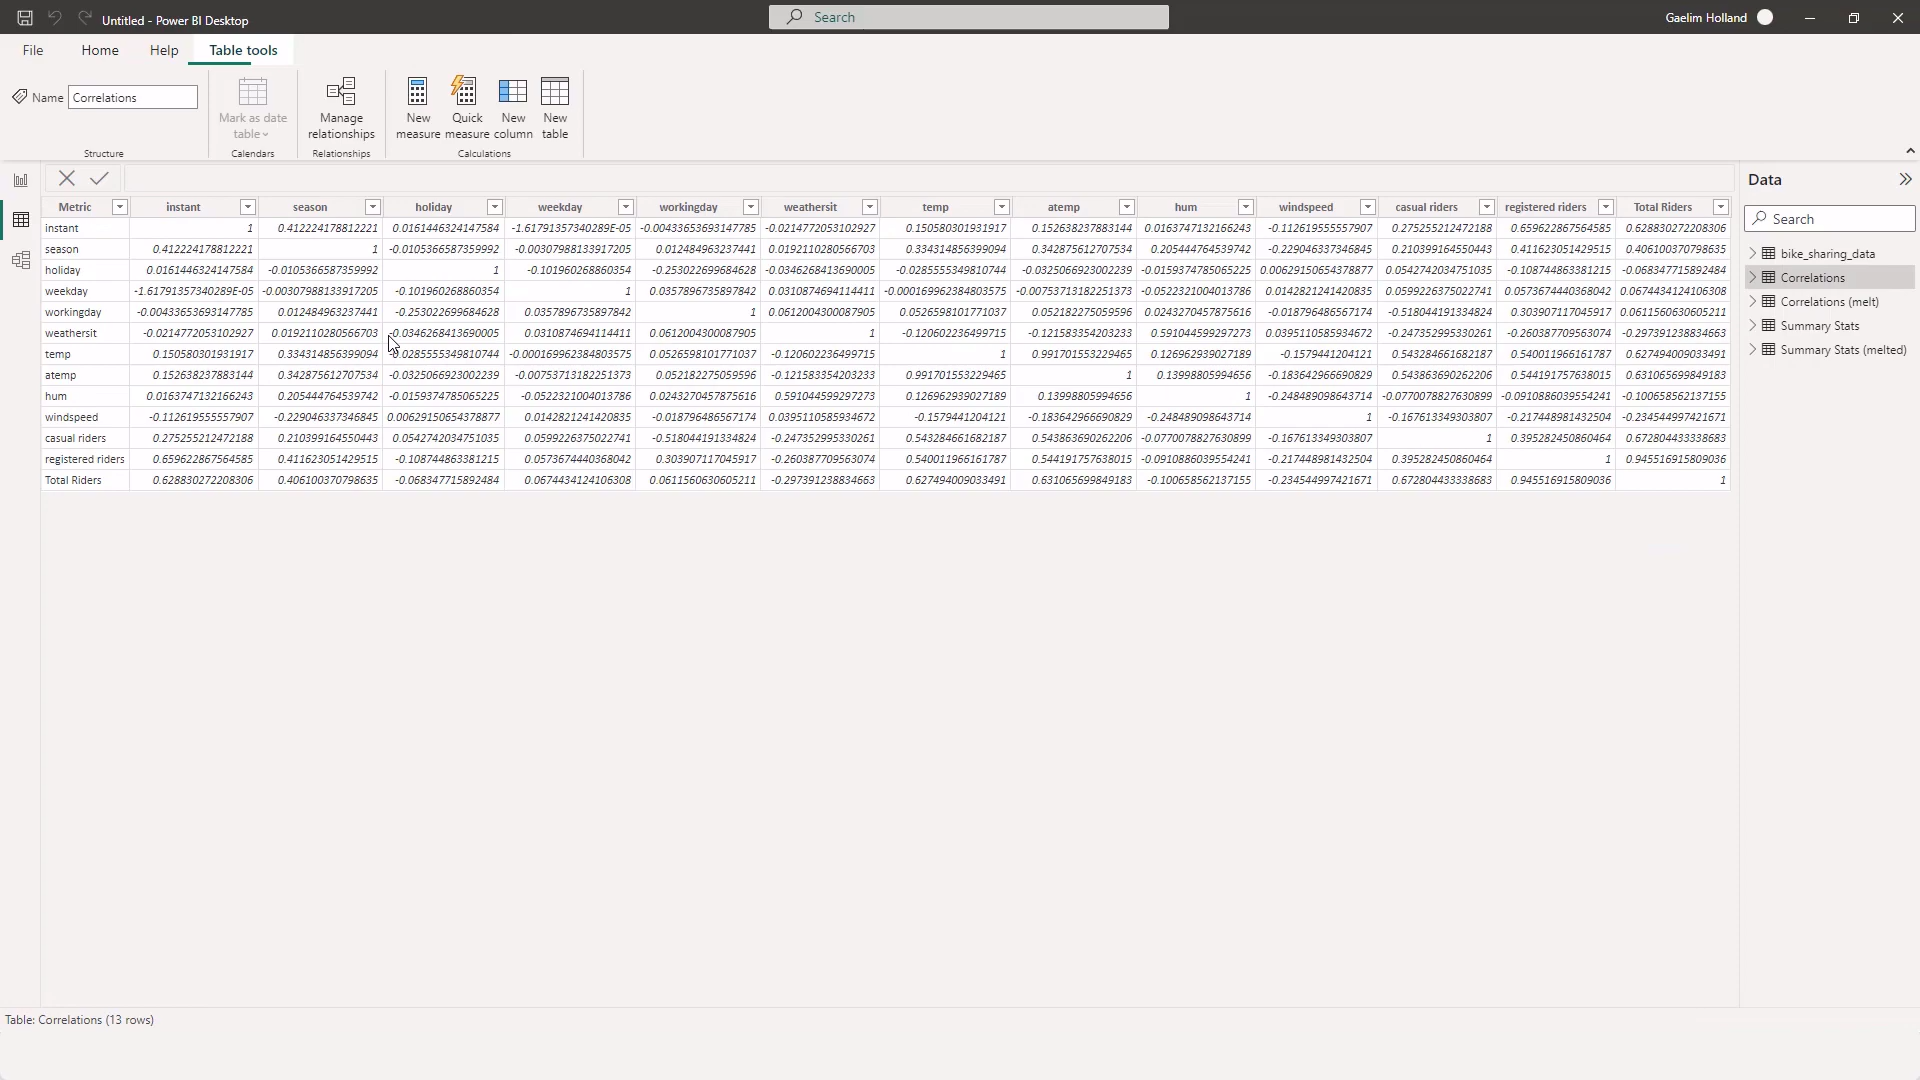 Untitled - Power BI Desktop
Search
Gaelim Holland
File Home Help Table tools
Name Correlations
Mark as date table
Manage relationships
New measure
Quick measure
New column
New table
Structure
Calendars
Relationships
Calculations
Metric instant season holiday weekday workingday weathersit temp atemp hum windspeed casual riders registered riders Total Riders
instant 1 0.412224178812221 0.0161446324147584 -1.61791357340289E-05 -0.00433653693147785 -0.0214772053102927 0.150580301931917 0.152638237883144 0.0163747132166243 -0.112619555557907 0.275255212472188 0.659622867564585 0.628830272208306
season 0.412224178812221 1 -0.0105366587359992 -0.00307988133917205 0.012484963237441 0.0192110280566703 0.334314856399094 0.342875612707534 0.205444764539742 -0.229046337346845 0.210399164550443 0.411623051429515 0.406100370798635
holiday 0.0161446324147584 -0.0105366587359992 1 -0.101960268860354 -0.253022699684628 -0.0346268413690005 -0.0285555349810744 -0.0325066923002239 -0.0159374785065225 0.00629150654378877 0.0542742034751035 -0.108744863381215 -0.068347715892484
weekday -1.61791357340289E-05 -0.00307988133917205 -0.101960268860354 1 0.0357896735897842 0.0310874694114411 -0.000169962384803575 -0.00753713182251373 -0.0522321004013786 0.0142821241420835 0.0599226375022741 0.0573674440368042 0.0674434124106308
workingday -0.00433653693147785 0.012484963237441 -0.253022699684628 0.0357896735897842 1 0.0612004300087905 0.0526598101771037 0.052182275059596 0.0243270457875616 -0.018796486567174 -0.518044191334824 0.303907117045917 0.0611560630605211
weathersit -0.0214772053102927 0.0192110280566703 -0.0346268413690005 0.0310874694114411 0.0612004300087905 1 -0.120602236499715 -0.121583354203233 0.591044599297273 0.0395110585934672 -0.247352995330261 -0.260387709563074 -0.297391238834663
temp 0.150580301931917 0.334314856399094 -0.0285555349810744 -0.000169962384803575 0.0526598101771037 -0.120602236499715 1 0.991701553229465 0.126962939027189 -0.1579441204121 0.543284661682187 0.540011966161787 0.627494009033491
atemp 0.152638237883144 0.342875612707534 -0.0325066923002239 -0.00753713182251373 0.052182275059596 -0.121583354203233 0.991701553229465 1 0.13998805994656 -0.183642966690829 0.543863690262206 0.544191757638015 0.631065699849183
hum 0.0163747132166243 0.205444764539742 -0.0159374785065225 -0.0522321004013786 0.0243270457875616 0.591044599297273 0.126962939027189 0.13998805994656 1 -0.248489098643714 -0.0770078827630899 -0.0910886039554241 -0.100658562137155
windspeed -0.112619555557907 -0.229046337346845 0.00629150654378877 0.0142821241420835 -0.018796486567174 0.0395110585934672 -0.1579441204121 -0.183642966690829 -0.248489098643714 1 -0.167613349303807 -0.217448981432504 -0.234544997421671
casual riders 0.275255212472188 0.210399164550443 0.0542742034751035 0.0599226375022741 -0.518044191334824 -0.247352995330261 0.543284661682187 0.543863690262206 -0.0770078827630899 -0.167613349303807 1 0.395282450860464 0.672804433338683
registered riders 0.659622867564585 0.411623051429515 -0.108744863381215 0.0573674440368042 0.303907117045917 -0.260387709563074 0.540011966161787 0.544191757638015 -0.0910886039554241 -0.217448981432504 0.395282450860464 1 0.945516915809036
Total Riders 0.628830272208306 0.406100370798635 -0.068347715892484 0.0674434124106308 0.0611560630605211 -0.297391238834663 0.627494009033491 0.631065699849183 -0.100658562137155 -0.234544997421671 0.672804433338683 0.945516915809036 1
Data
Search
bike_sharing_data
Correlations
Correlations (melt)
Summary Stats
Summary Stats (melted)
Table: Correlations (13 rows)